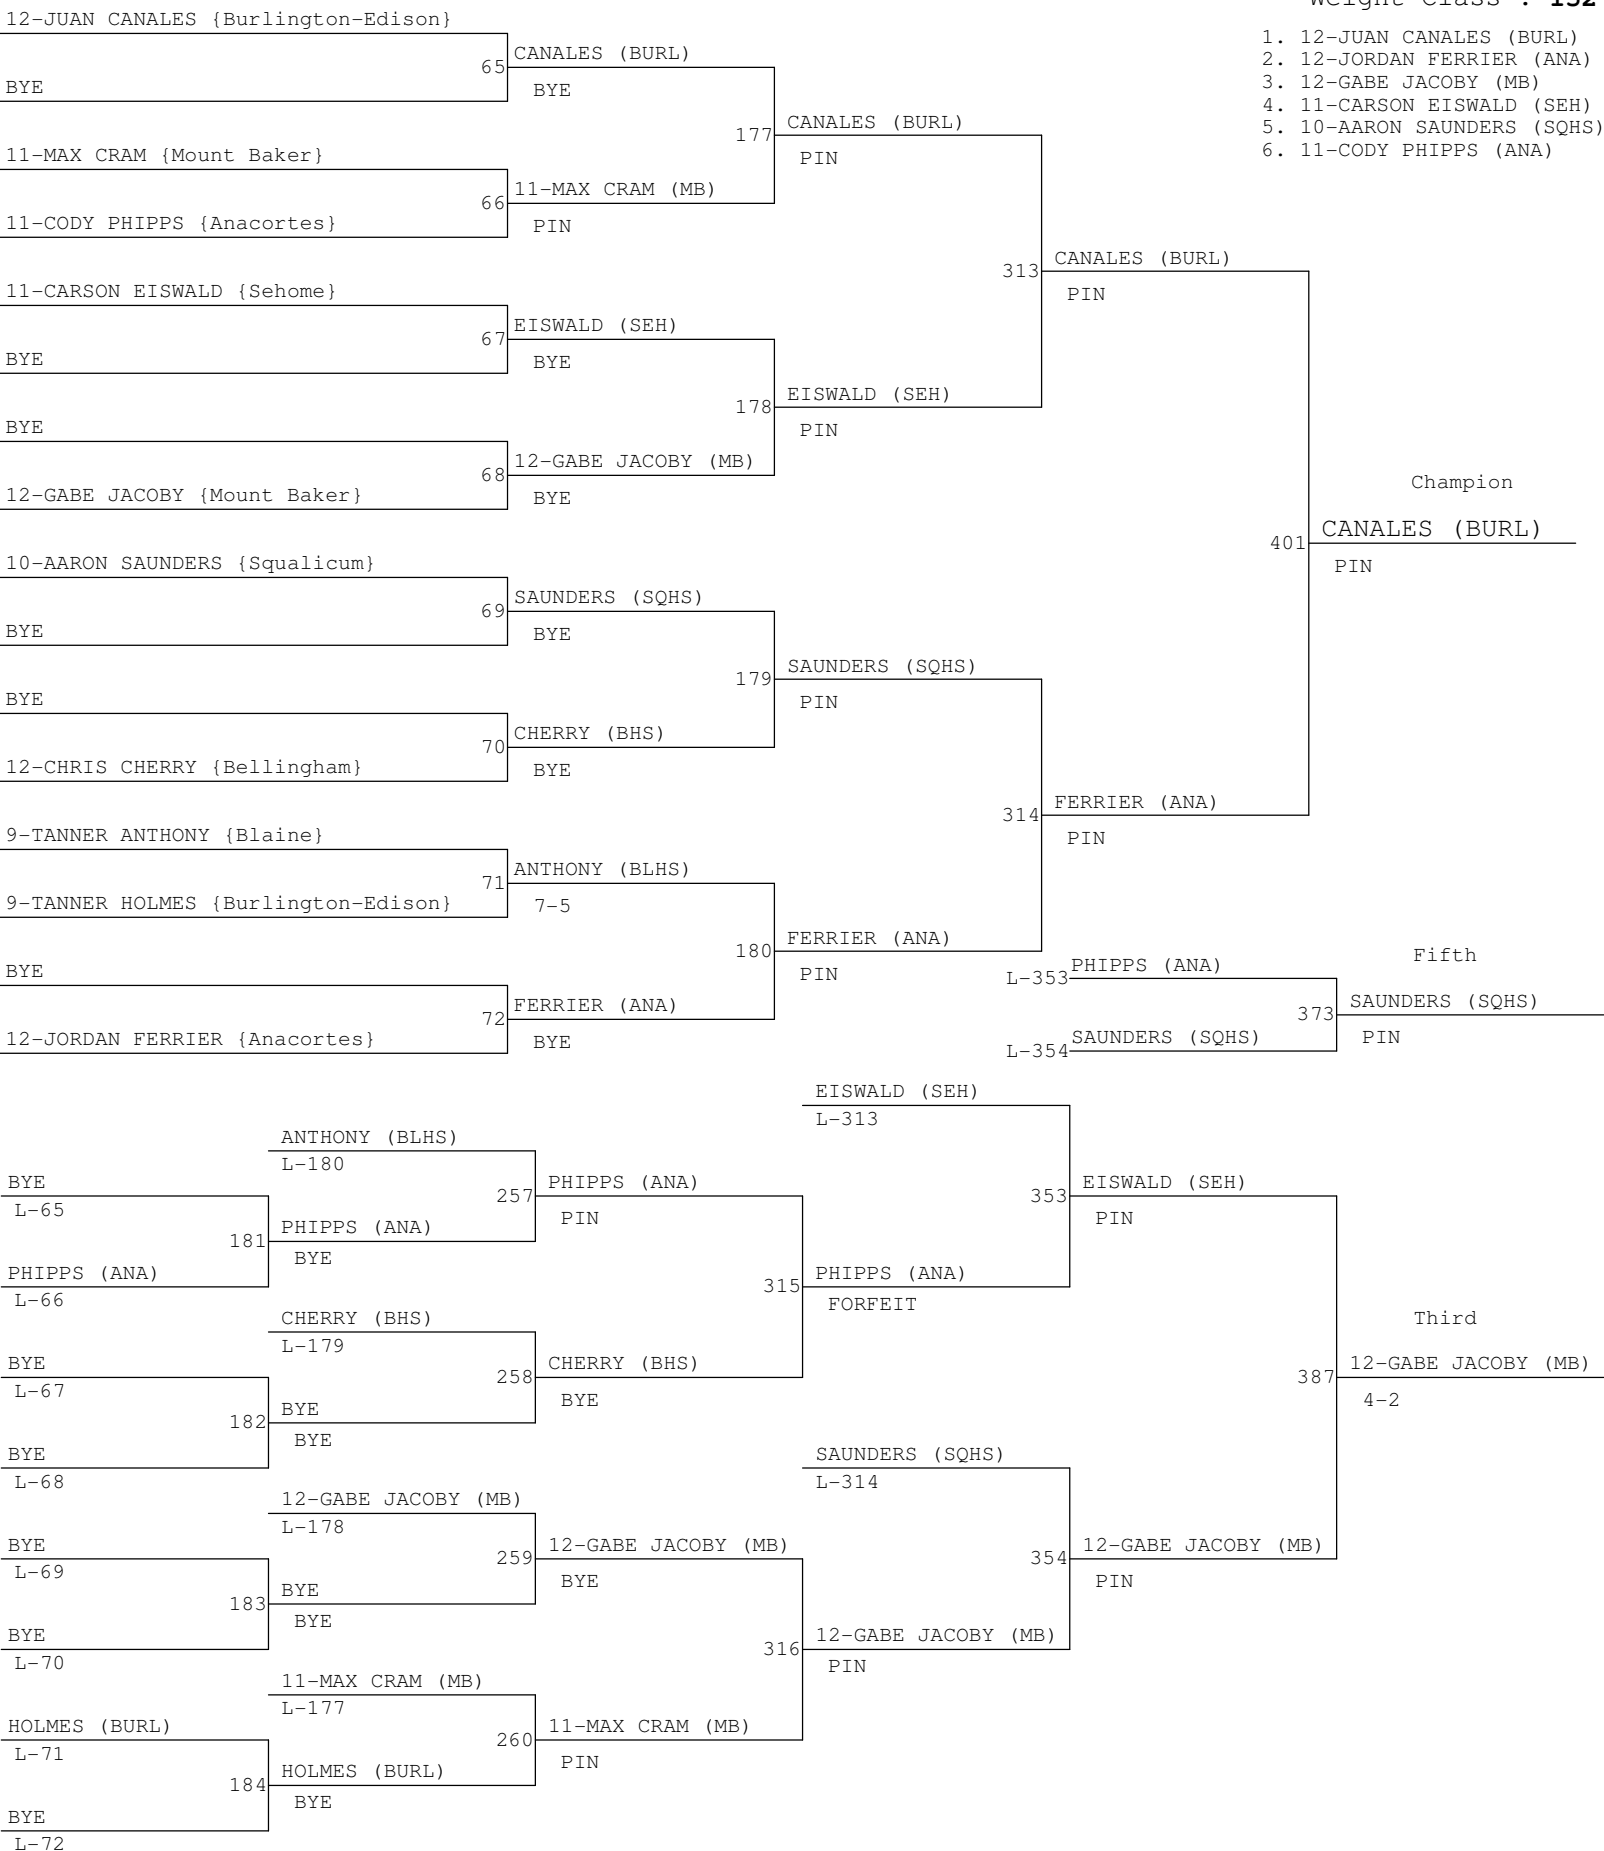 Weight Class : 152
1. 12-JUAN CANALES (BURL)
2. 12-JORDAN FERRIER (ANA)
3. 12-GABE JACOBY (MB)
4. 11-CARSON EISWALD (SEH)
5. 10-AARON SAUNDERS (SQHS)
6. 11-CODY PHIPPS (ANA)
12-JUAN CANALES {Burlington-Edison}
65
CANALES (BURL)
BYE
BYE
177
CANALES (BURL)
PIN
11-MAX CRAM {Mount Baker}
66
11-MAX CRAM (MB)
PIN
11-CODY PHIPPS {Anacortes}
313
CANALES (BURL)
PIN
11-CARSON EISWALD {Sehome}
67
EISWALD (SEH)
BYE
BYE
178
EISWALD (SEH)
PIN
BYE
68
12-GABE JACOBY (MB)
BYE
12-GABE JACOBY {Mount Baker}
Champion
401
CANALES (BURL)
PIN
10-AARON SAUNDERS {Squalicum}
69
SAUNDERS (SQHS)
BYE
BYE
179
SAUNDERS (SQHS)
PIN
BYE
70
CHERRY (BHS)
BYE
12-CHRIS CHERRY {Bellingham}
314
FERRIER (ANA)
PIN
9-TANNER ANTHONY {Blaine}
71
ANTHONY (BLHS)
7-5
9-TANNER HOLMES {Burlington-Edison}
180
FERRIER (ANA)
PIN
BYE
72
FERRIER (ANA)
BYE
12-JORDAN FERRIER {Anacortes}
Fifth
L-353
PHIPPS (ANA)
373
SAUNDERS (SQHS)
PIN
L-354
SAUNDERS (SQHS)
EISWALD (SEH)
L-313
ANTHONY (BLHS)
L-180
BYE
L-65
257
PHIPPS (ANA)
PIN
353
EISWALD (SEH)
PIN
181
PHIPPS (ANA)
BYE
PHIPPS (ANA)
L-66
315
PHIPPS (ANA)
FORFEIT
CHERRY (BHS)
L-179
Third
BYE
L-67
258
CHERRY (BHS)
BYE
387
12-GABE JACOBY (MB)
4-2
182
BYE
BYE
BYE
L-68
SAUNDERS (SQHS)
L-314
12-GABE JACOBY (MB)
L-178
BYE
L-69
259
12-GABE JACOBY (MB)
BYE
354
12-GABE JACOBY (MB)
PIN
183
BYE
BYE
BYE
L-70
316
12-GABE JACOBY (MB)
PIN
11-MAX CRAM (MB)
L-177
HOLMES (BURL)
L-71
260
11-MAX CRAM (MB)
PIN
184
HOLMES (BURL)
BYE
BYE
L-72